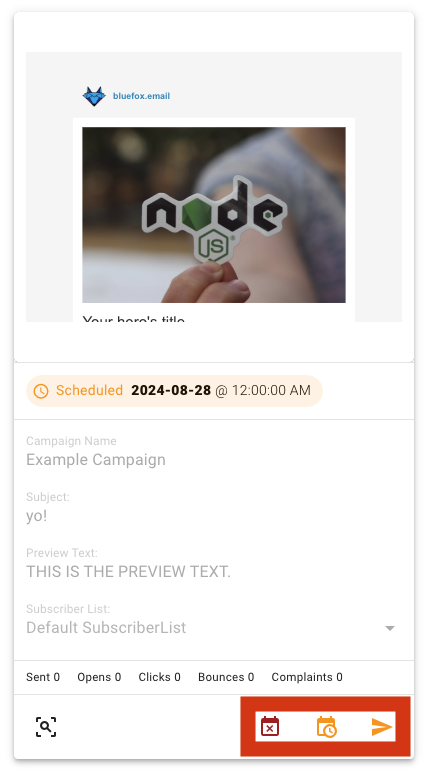 bluefox.email
node
JS
®
Your hero's title
Scheduled 2024-08-28 @ 12:00:00 AM
Campaign Name
Example Campaign
Subject:
yo!
Preview Text:
THIS IS THE PREVIEW TEXT.
Subscriber List:
Default SubscriberList
Sent 0 Opens 0 Clicks 0 Bounces 0 Complaints 0